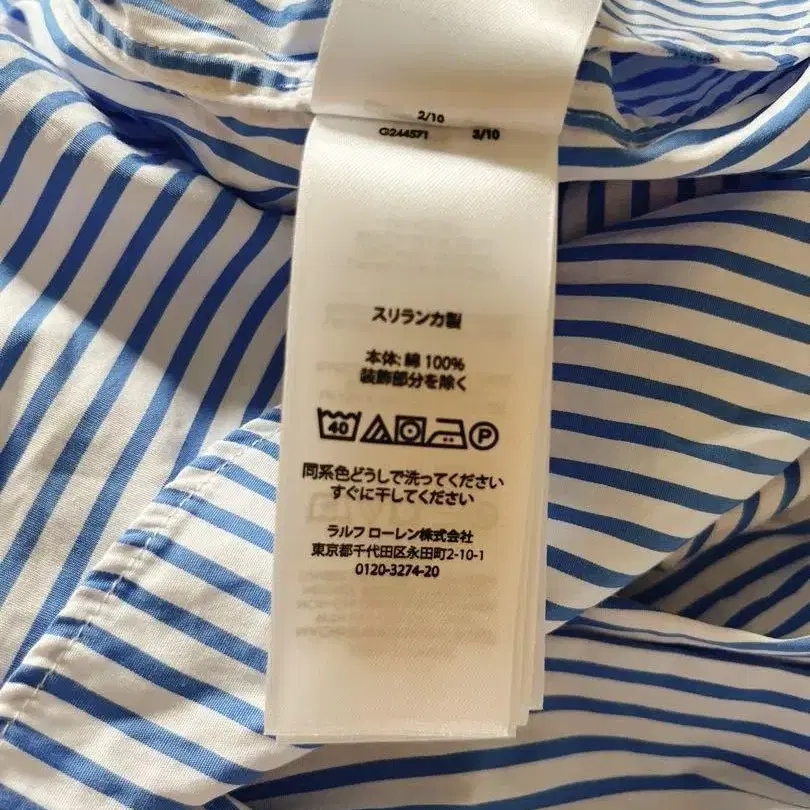 2/10
GI244571 3/10
スリランカ製
本体: 綿 100%
装飾部分を除く
40 P
同系色どうしで洗ってください
すぐに干してください
ラルフ ローレン株式会社
東京都千代田区永田町2-10-1
0120-3274-20